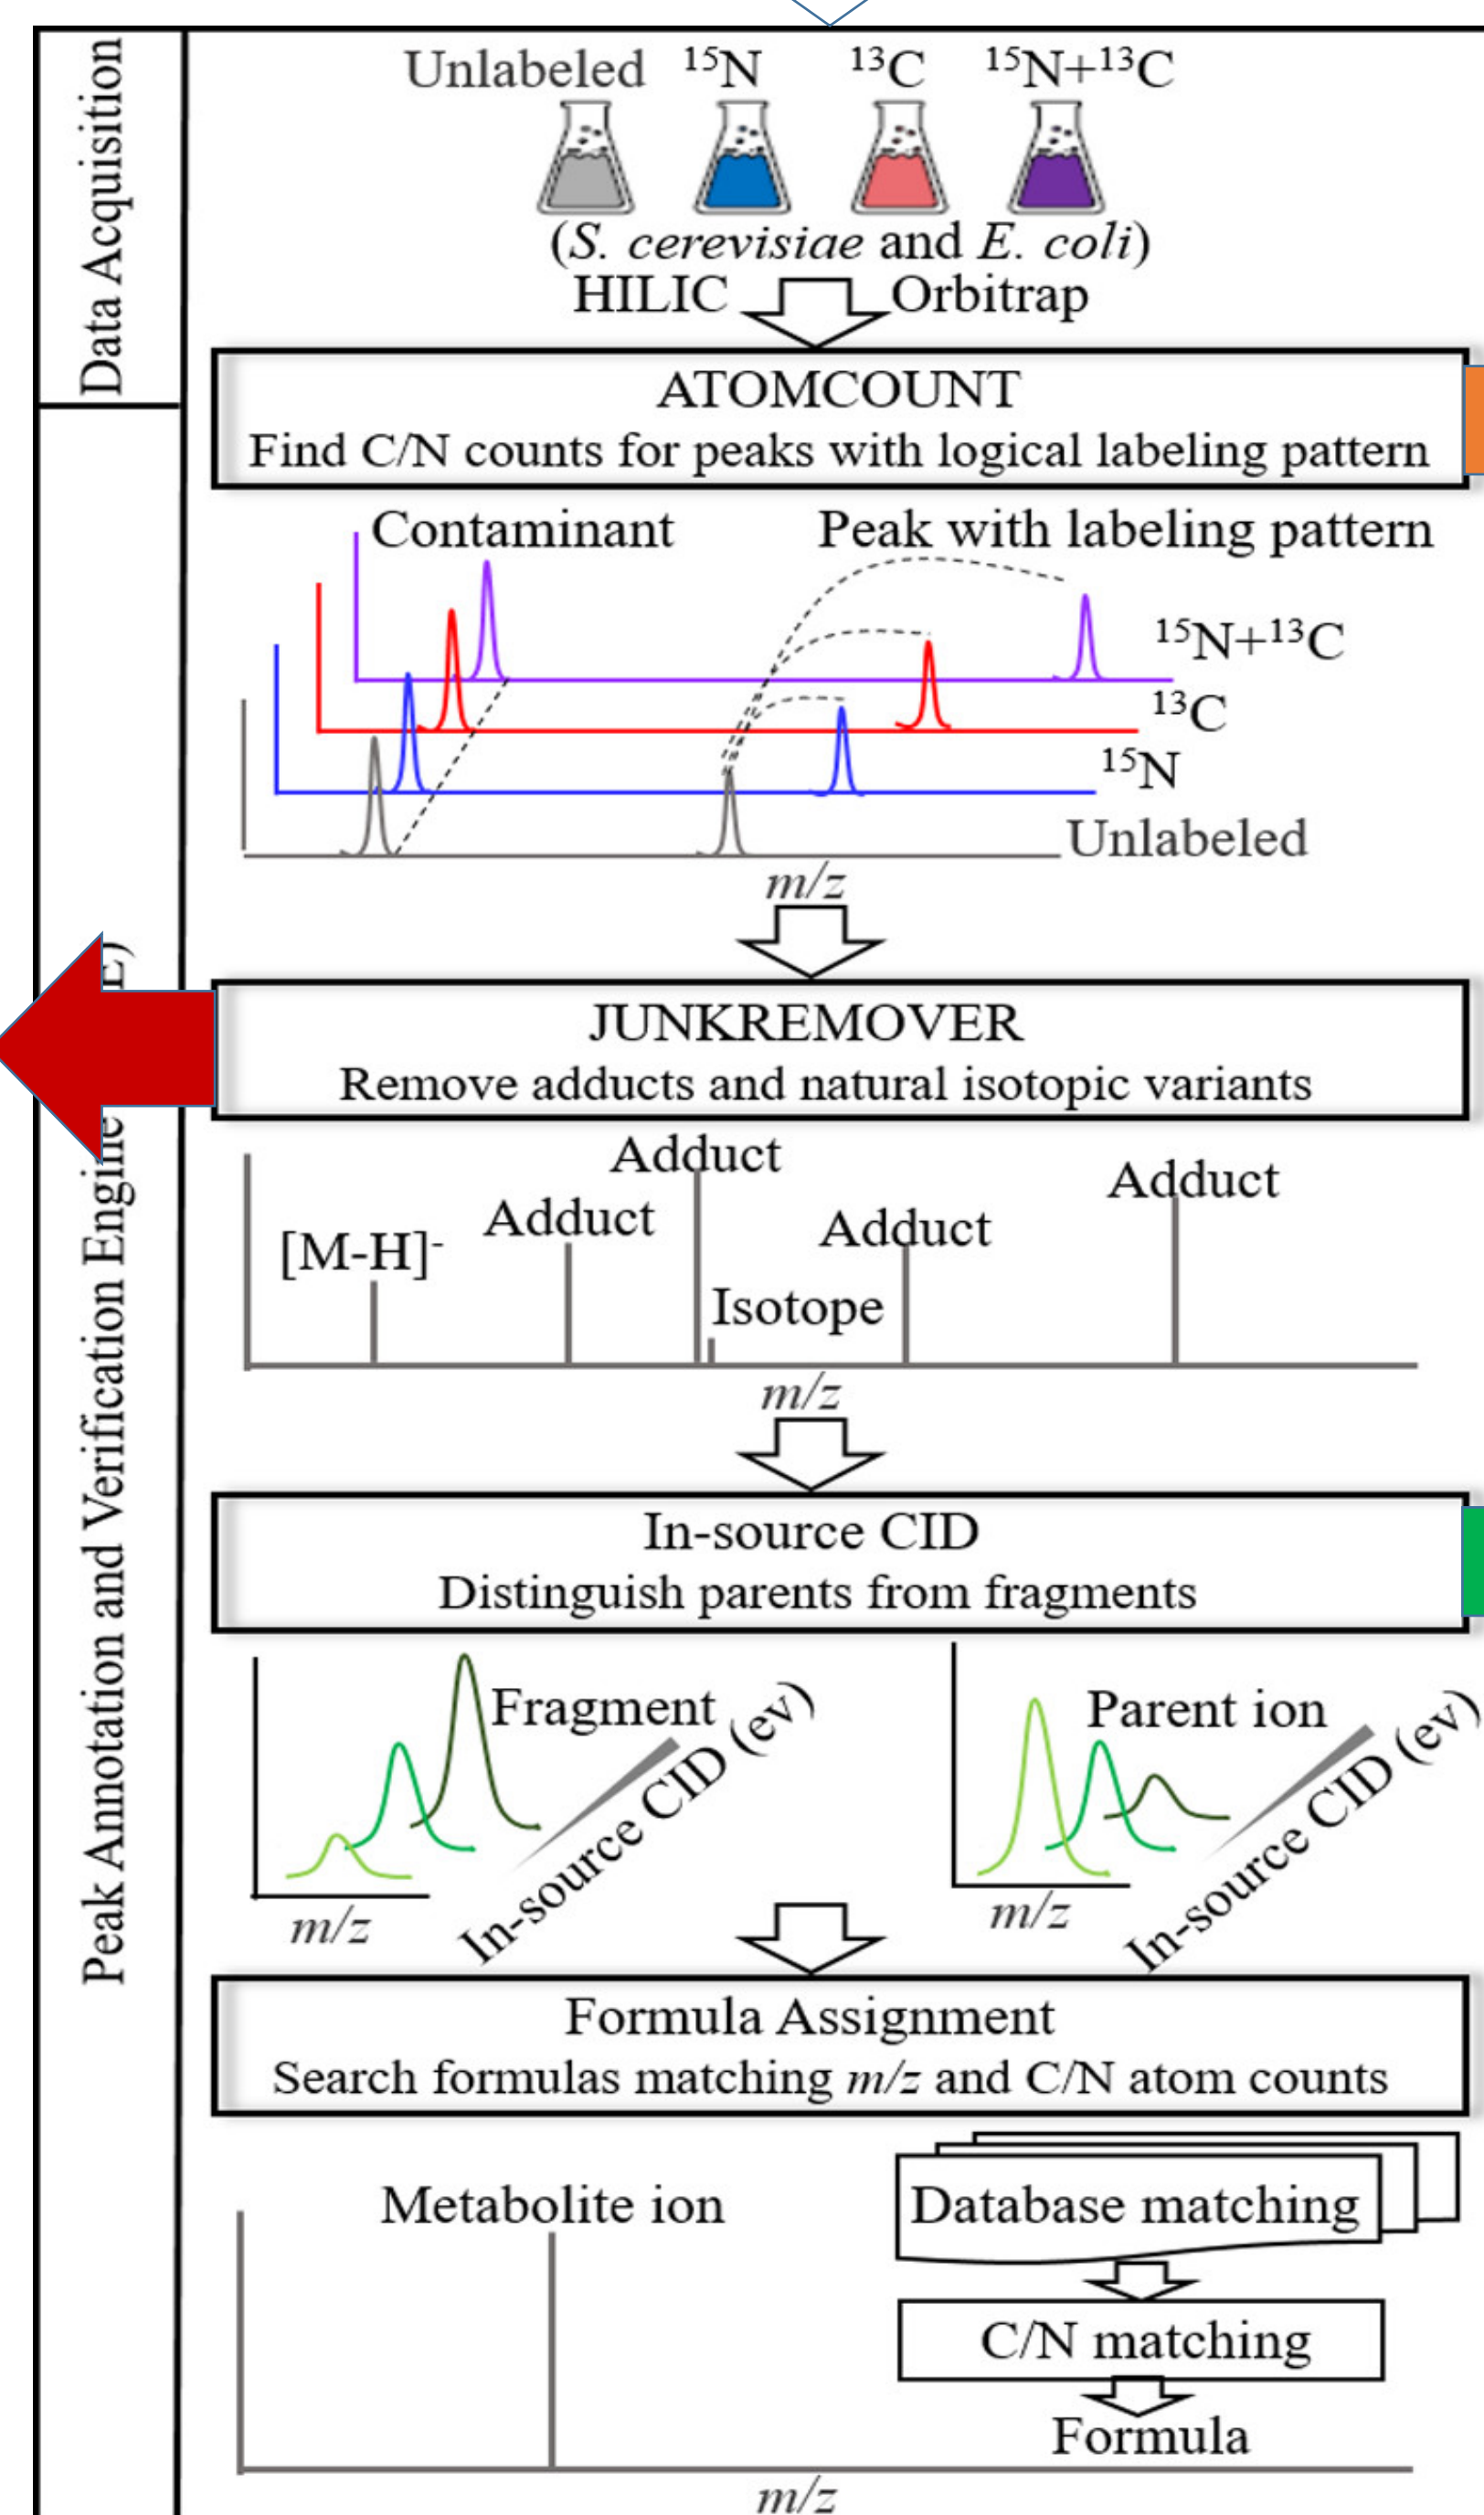 Data Acquisition
Unlabeled ¹⁵N ¹³C ¹⁵N+¹³C
(S. cerevisiae and E. coli)
HILIC Orbitrap
ATOMCOUNT
Find C/N counts for peaks with logical labeling pattern
Contaminant Peak with labeling pattern
¹⁵N+¹³C
¹³C
¹⁵N
Unlabeled
m/z
Peak Annotation and Verification Engine
JUNKREMOVER
Remove adducts and natural isotopic variants
Adduct
Adduct
Adduct
Adduct
[M-H]⁻
Isotope
m/z
In-source CID
Distinguish parents from fragments
Fragment
In-source CID (ev)
m/z
Parent ion
In-source CID (ev)
m/z
Formula Assignment
Search formulas matching m/z and C/N atom counts
Metabolite ion
Database matching
C/N matching
Formula
m/z